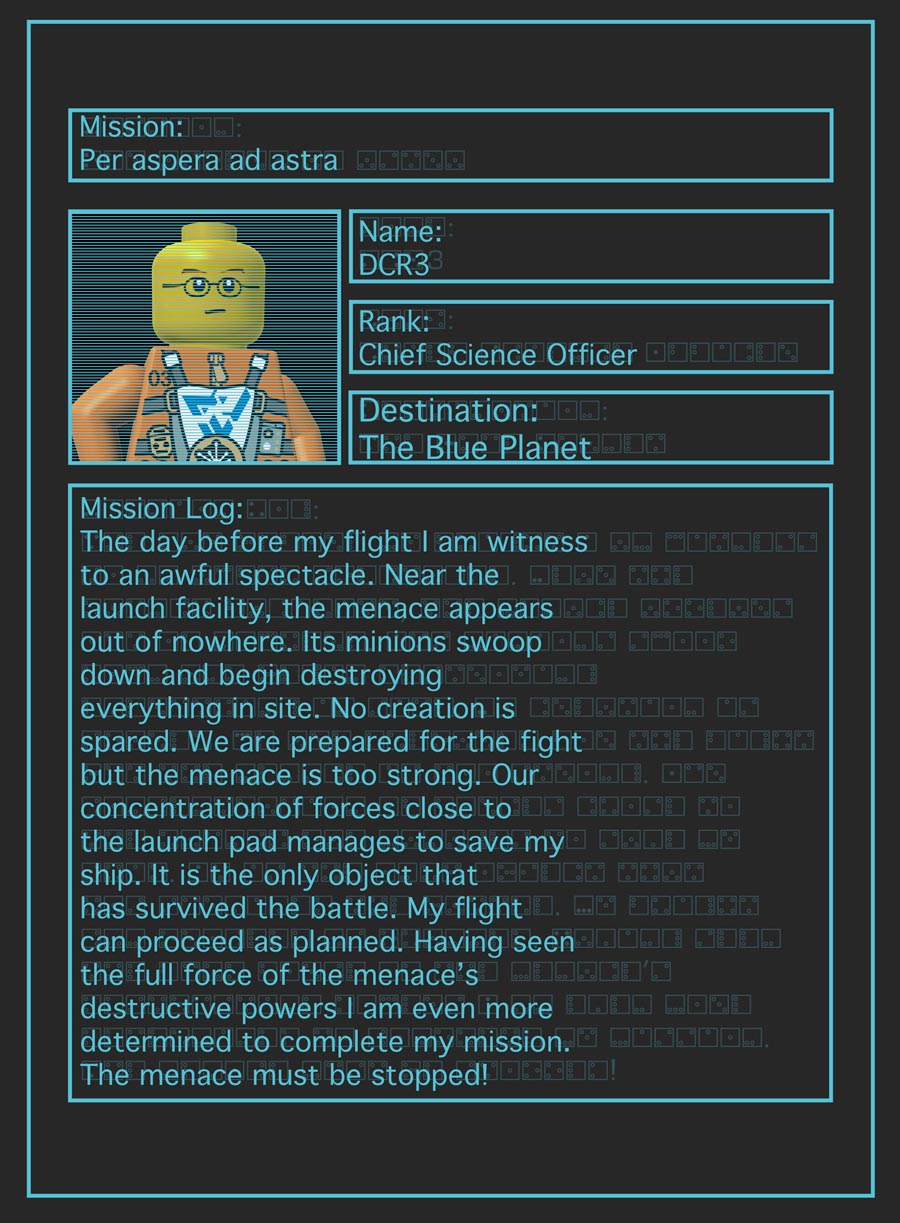 Mission:
Per aspera ad astra
Name:
DCR3
Rank:
Chief Science Officer
Destination:
The Blue Planet
03
Mission Log:
The day before my flight I am witness
to an awful spectacle. Near the
launch facility, the menace appears
out of nowhere. Its minions swoop
down and begin destroying
everything in site. No creation is
spared. We are prepared for the fight
but the menace is too strong. Our
concentration of forces close to
the launch pad manages to save my
ship. It is the only object that
has survived the battle. My flight
can proceed as planned. Having seen
the full force of the menace’s
destructive powers I am even more
determined to complete my mission.
The menace must be stopped!